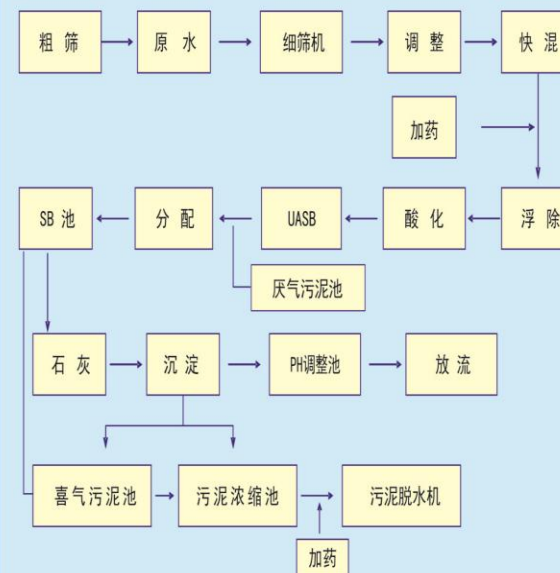 粗筛
原水
细筛机
调整
快混
加药
SB池
分配
UASB
酸化
浮除
厌气污泥池
石灰
沉淀
PH调整池
放流
喜气污泥池
污泥浓缩池
污泥脱水机
加药